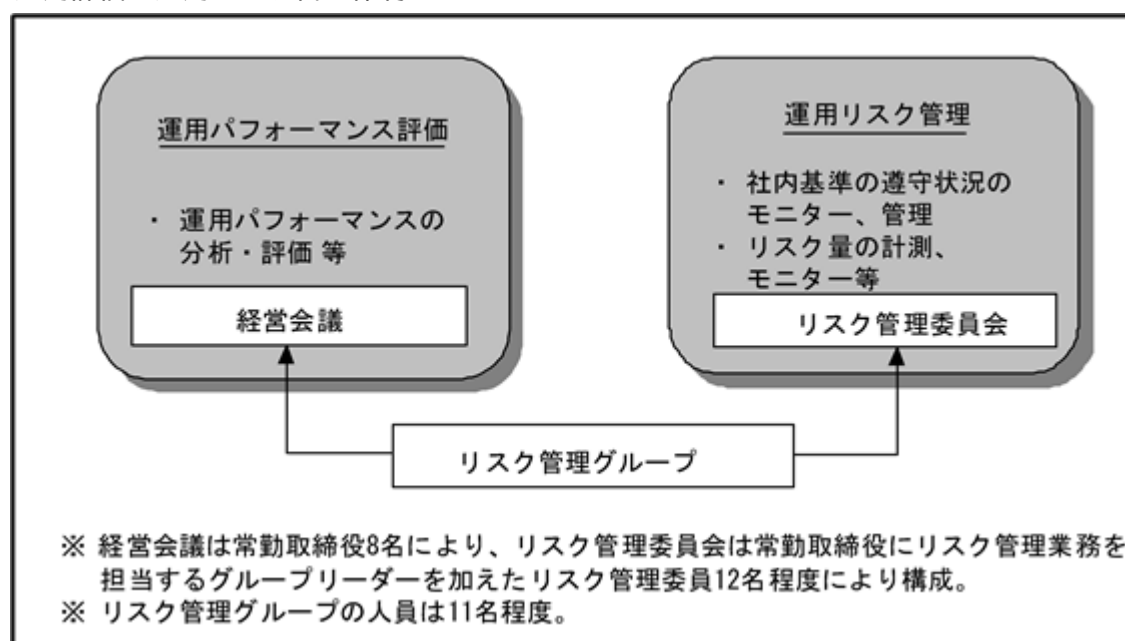 運用パフォーマンス評価
・ 運用パフォーマンスの
分析・評価 等
経営会議
運用リスク管理
・ 社内基準の遵守状況の
モニター、管理
・ リスク量の計測、
モニター等
リスク管理委員会
リスク管理グループ
※ 経営会議は常勤取締役8名により、リスク管理委員会は常勤取締役にリスク管理業務を
担当するグループリーダーを加えたリスク管理委員12名程度により構成。
※ リスク管理グループの人員は11名程度。